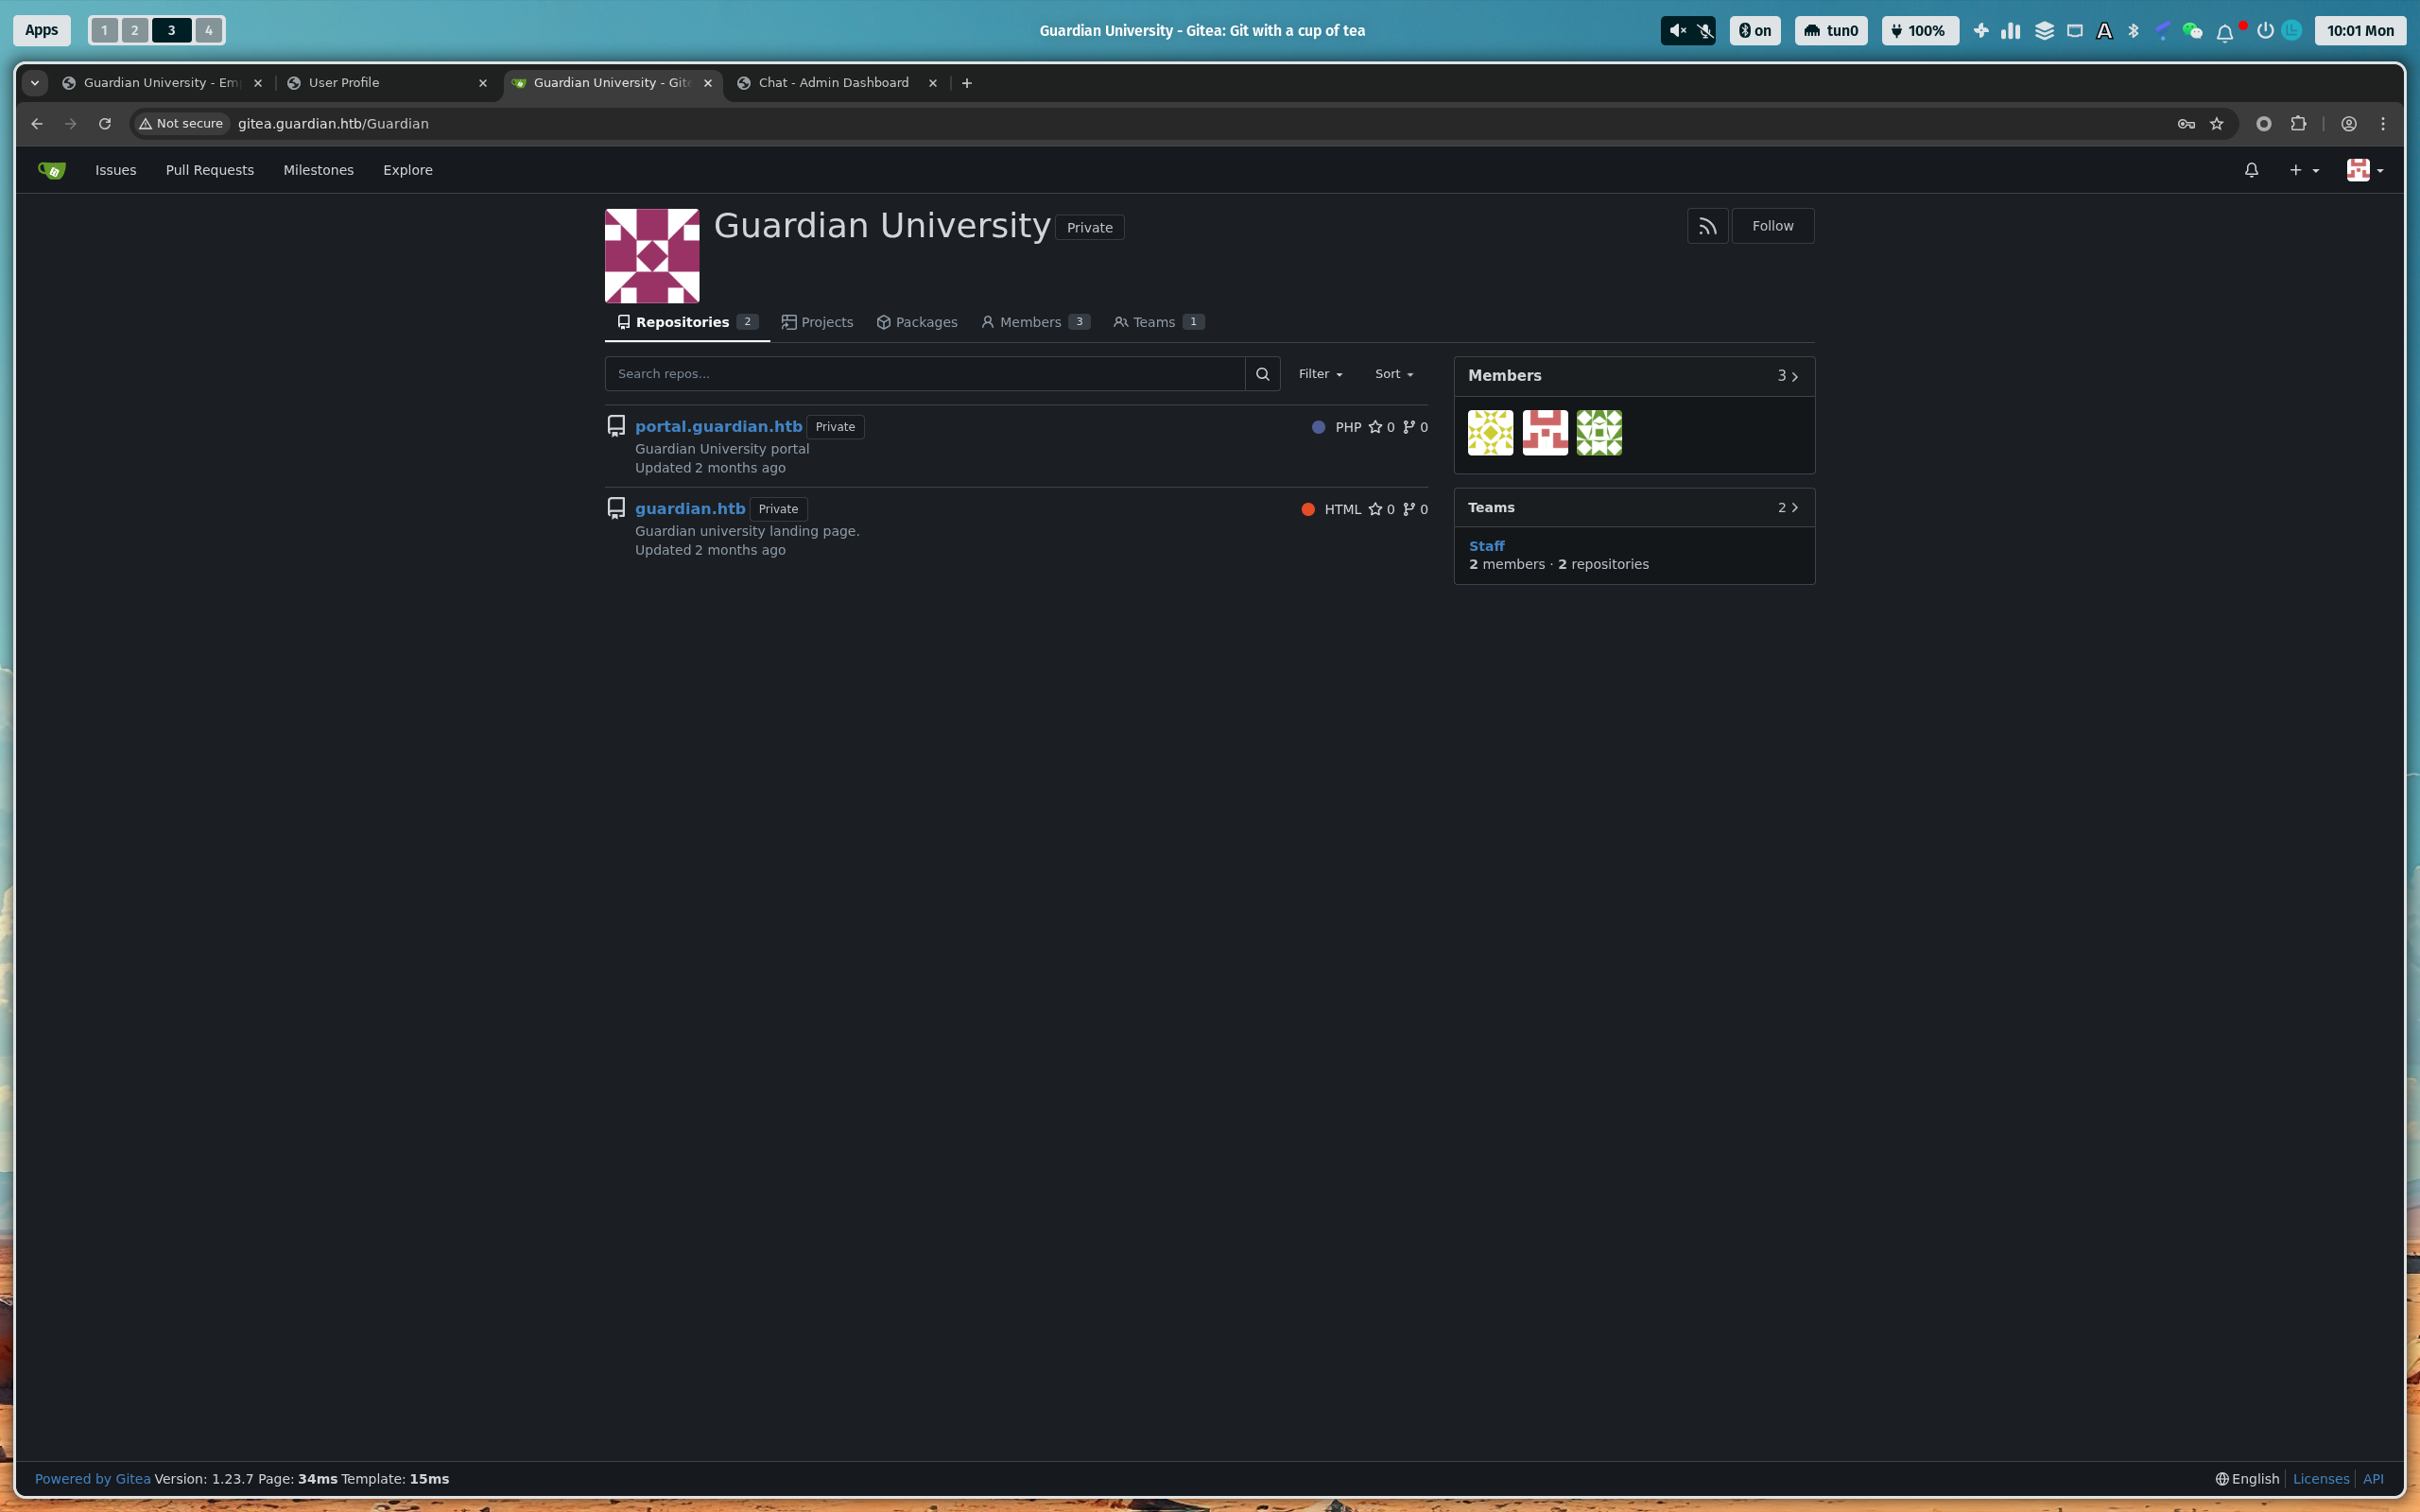 Apps 1 2 3 4 Guardian University - Gitea: Git with a cup of tea on tun0 100% 10:01 Mon
Guardian University - Em User Profile Guardian University - Gite Chat - Admin Dashboard
Not secure gitea.guardian.htb/Guardian
Issues Pull Requests Milestones Explore
Guardian University Private Follow
Repositories 2 Projects Packages Members 3 Teams 1
Search repos... Filter Sort
Members 3
portal.guardian.htb Private PHP 0 0
Guardian University portal
Updated 2 months ago
guardian.htb Private HTML 0 0
Guardian university landing page.
Updated 2 months ago
Teams 2
Staff
2 members · 2 repositories
Powered by Gitea Version: 1.23.7 Page: 34ms Template: 15ms English Licenses API